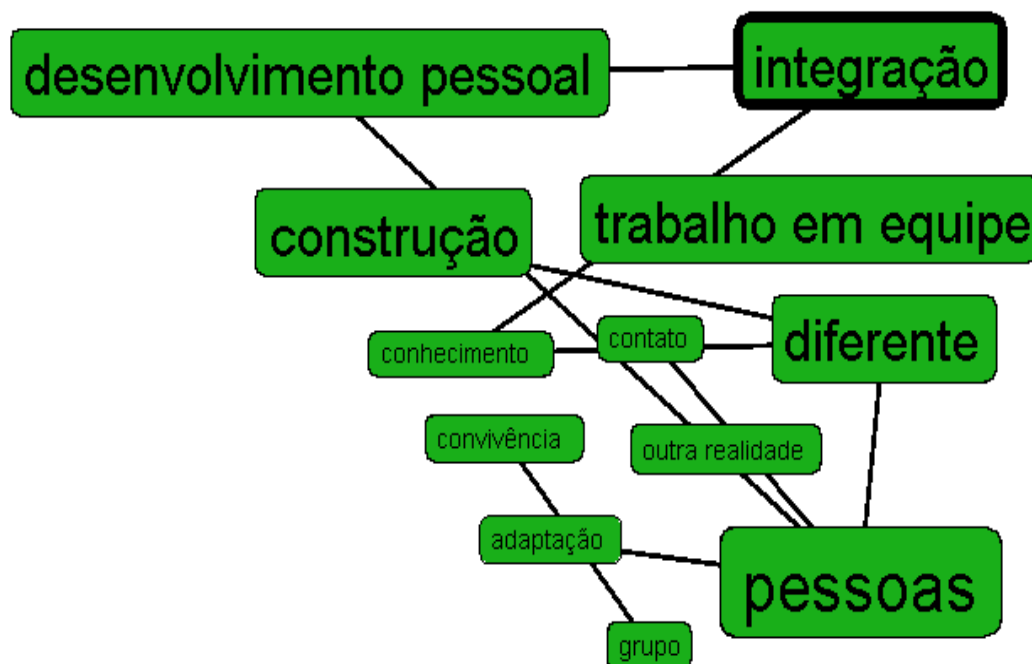 desenvolvimento pessoal
integração
construção
trabalho em equipe
conhecimento
contato
diferente
convivência
outra realidade
adaptação
pessoas
grupo